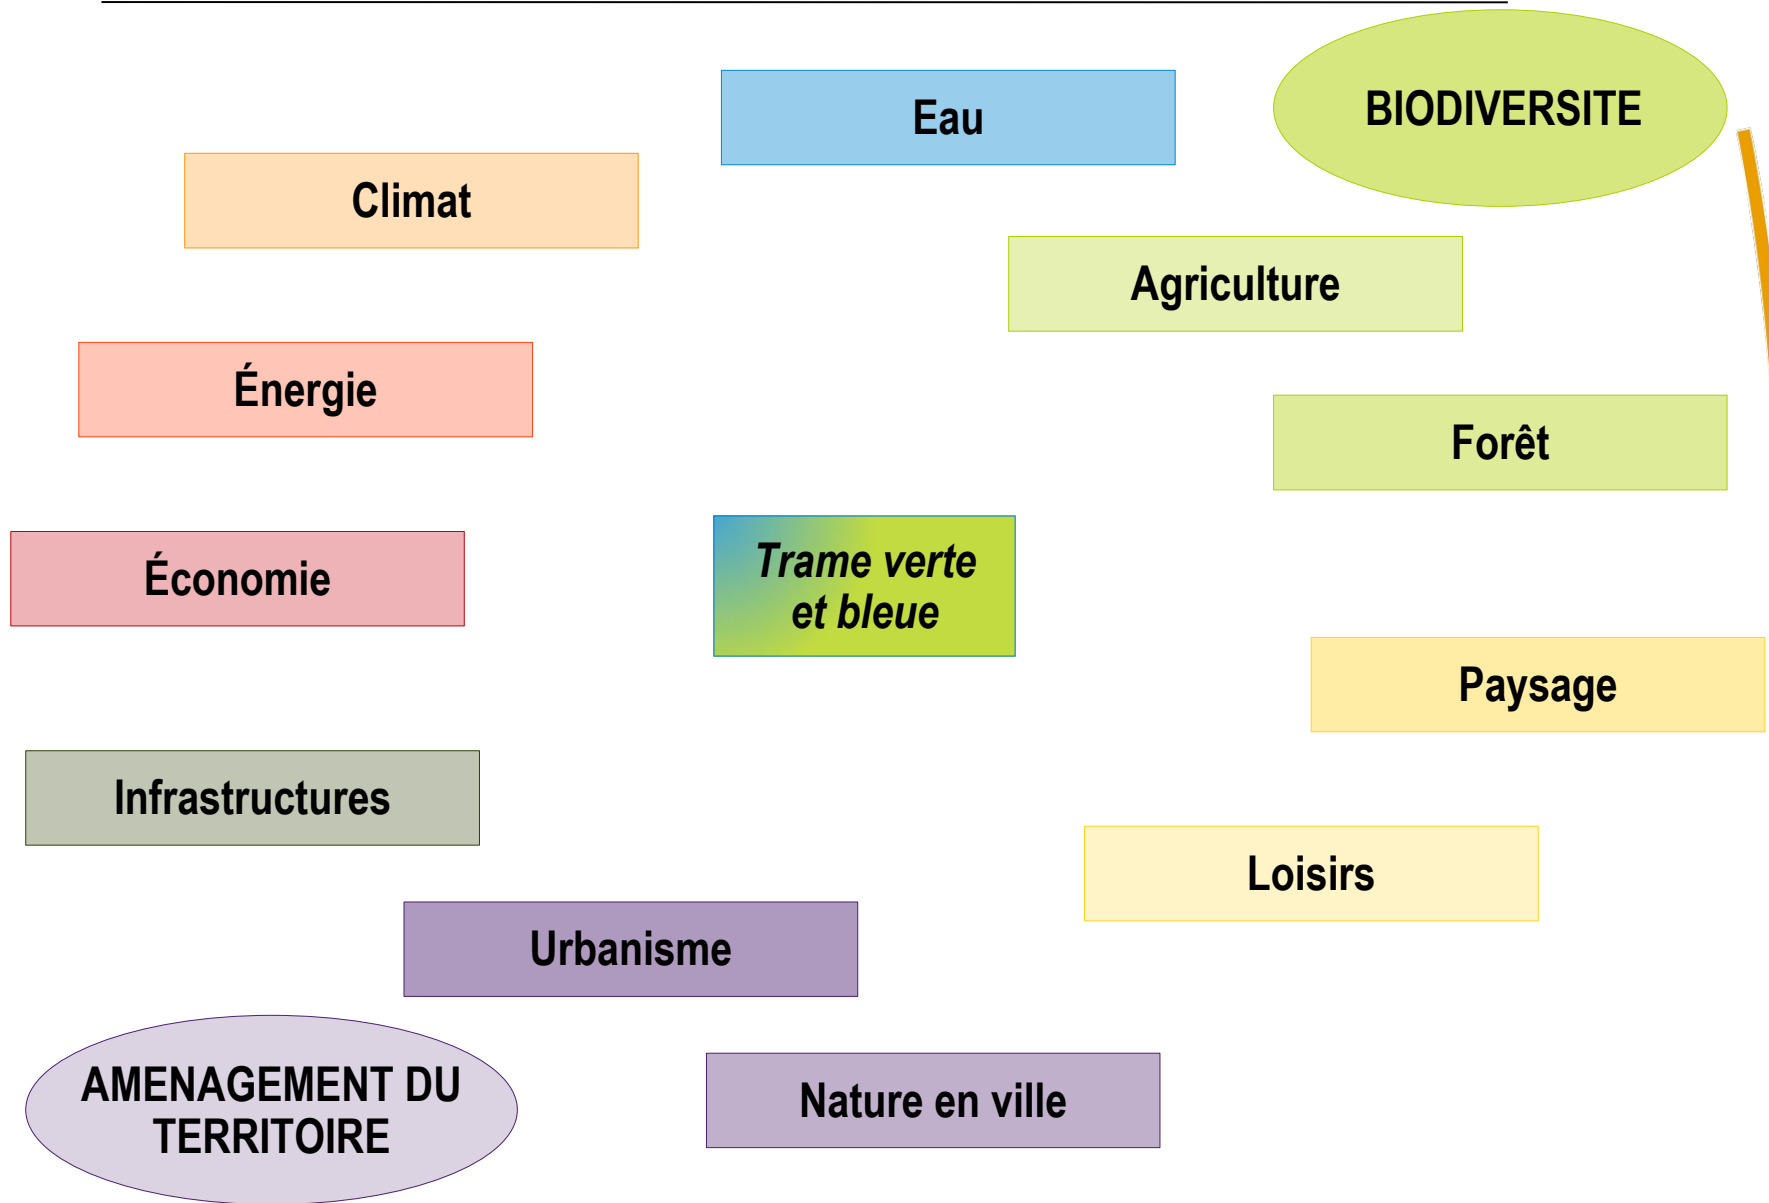 BIODIVERSITE
Eau
Climat
Agriculture
Énergie
Forêt
Économie
Trame verte
et bleue
Paysage
Infrastructures
Loisirs
Urbanisme
AMENAGEMENT DU
TERRITOIRE
Nature en ville